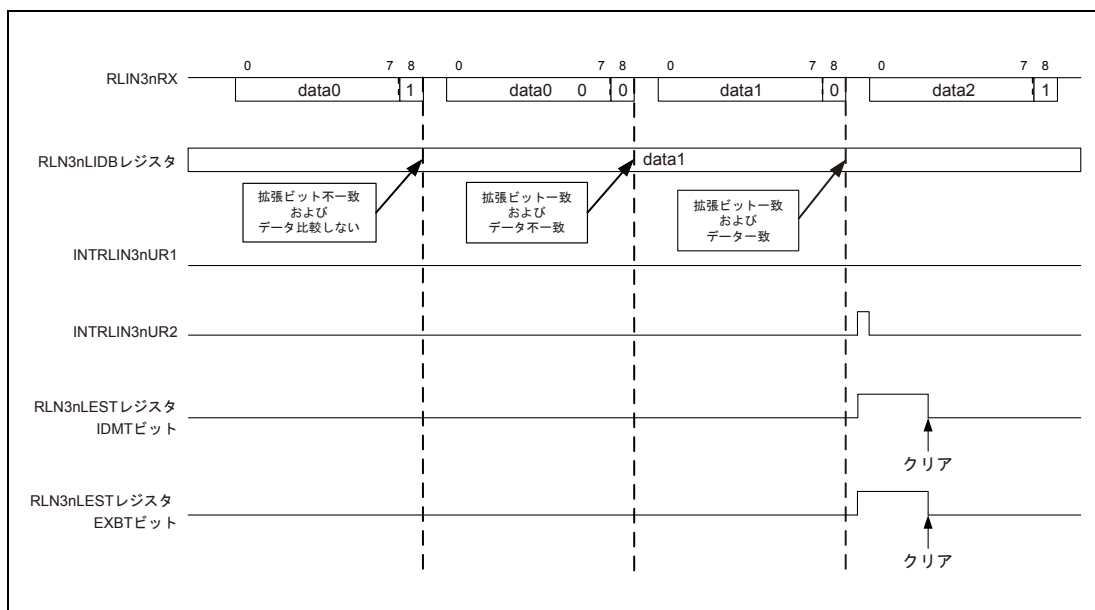 0 7 8 0 7 8 0 7 8 0 7 8
RLIN3nRX
data0 1 data0 0 0 data1 0 data2 1
RLN3nLIDBレジスタ
data1
拡張ビット不一致
および
データ比較しない
拡張ビット一致
および
データ不一致
拡張ビット一致
および
データ一致
INTRLIN3nUR1
INTRLIN3nUR2
RLN3nLESTレジスタ
IDMTビット
クリア
RLN3nLESTレジスタ
EXBTビット
クリア